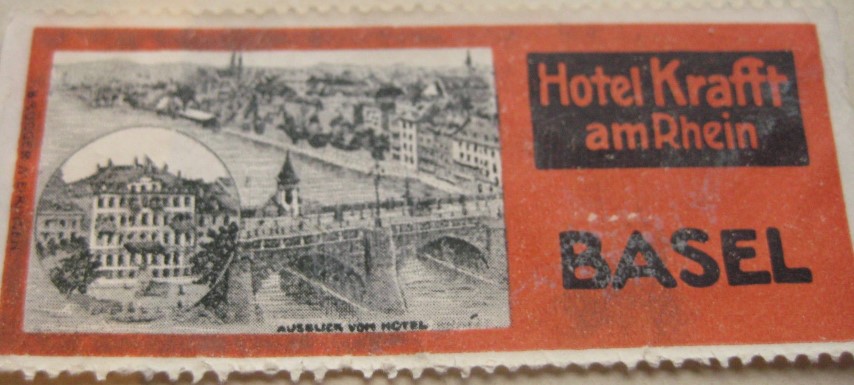 Hotel Krafft
am Rhein
BASEL
AUSBLICK VOM HOTEL